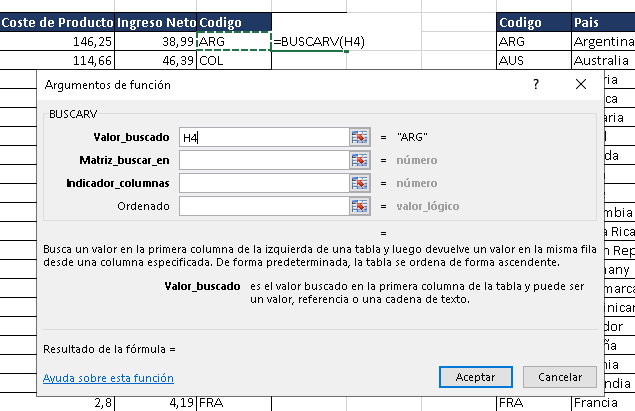 Coste de Producto Ingreso Neto Codigo Codigo Pais
146,25 38,99 ARG =BUSCARV(H4) ARG Argentina
114,66 46,39 COL AUS Australia
Argumentos de función ? ✕
BUSCARV
Valor_buscado H4 = "ARG"
Matriz_buscar_en = número
Indicador_columnas = número
Ordenado = valor_lógico
=
Busca un valor en la primera columna de la izquierda de una tabla y luego devuelve un valor en la misma fila
desde una columna especificada. De forma predeterminada, la tabla se ordena de forma ascendente.
Valor_buscado es el valor buscado en la primera columna de la tabla y puede ser
un valor, referencia o una cadena de texto.
Resultado de la fórmula =
Ayuda sobre esta función Aceptar Cancelar
2,8 4,19 FRA FRA Francia